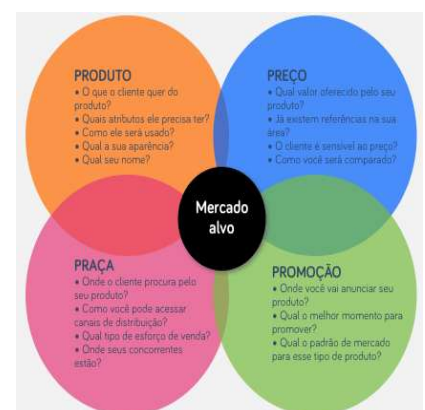 PRODUTO
• O que o cliente quer do
produto?
• Quais atributos ele precisa ter?
• Como ele será usado?
• Qual a sua aparência?
• Qual seu nome?
PREÇO
• Qual valor oferecido pelo seu
produto?
• Já existem referências na sua
área?
• O cliente é sensível ao preço?
• Como você será comparado?
Mercado
alvo
PRAÇA
• Onde o cliente procura pelo
seu produto?
• Como você pode acessar
canais de distribuição?
• Qual tipo de esforço de venda?
• Onde seus concorrentes
estão?
PROMOÇÃO
• Onde você vai anunciar seu
produto?
• Qual o melhor momento para
promover?
• Qual o padrão de mercado
para esse tipo de produto?